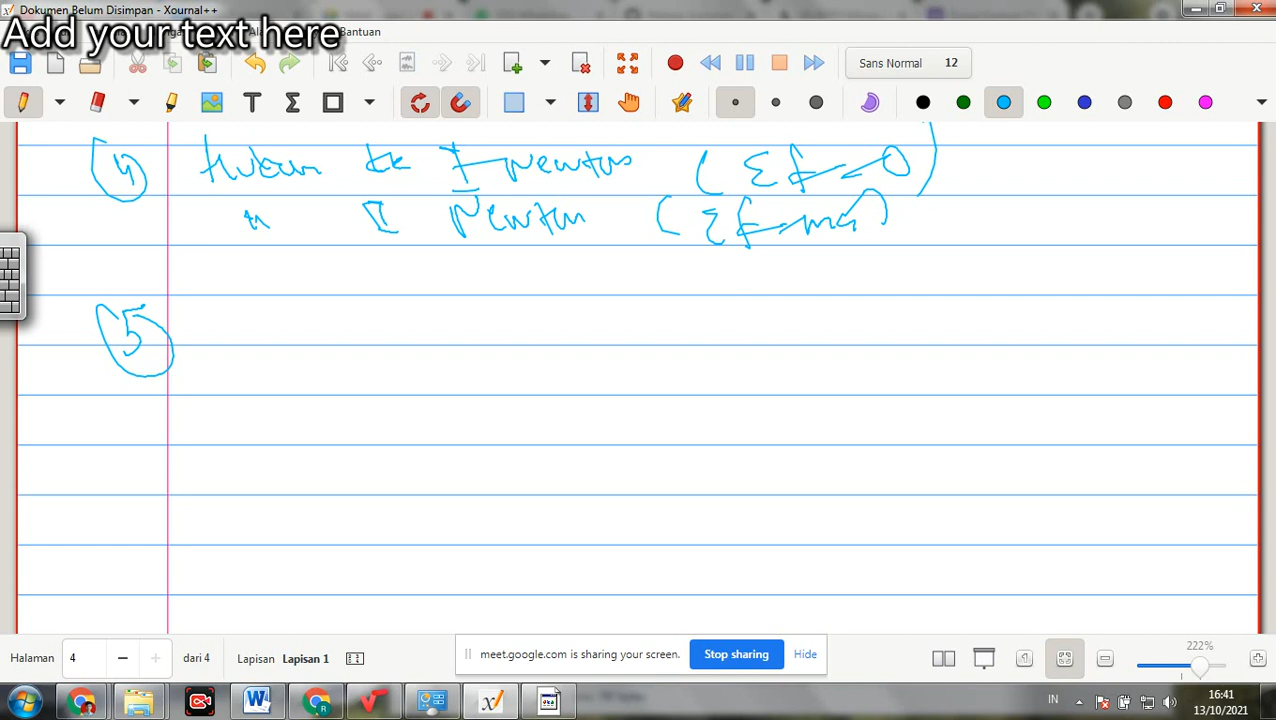 Dokumen Belum Disimpan - Xournal++
Add your text here
Bantuan
Sans Normal 12
(4) Hukum ke I Newton (Σf = 0)
" II Newton (Σf = ma)
(5)
Halaman 4 dari 4 Lapisan Lapisan 1
meet.google.com is sharing your screen. Stop sharing Hide
222%
IN
16:41
13/10/2021